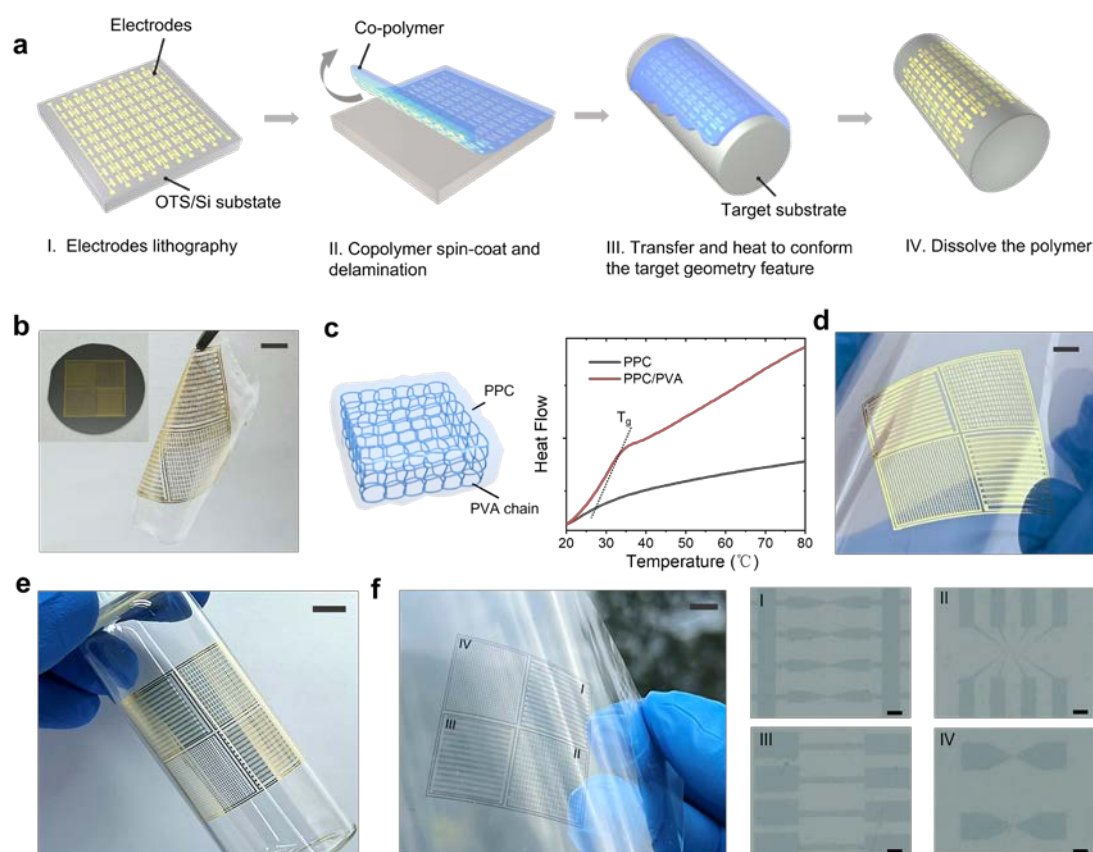 a
Electrodes
OTS/Si substate
I. Electrodes lithography
Co-polymer
II. Copolymer spin-coat and
delamination
Target substrate
III. Transfer and heat to conform
the target geometry feature
IV. Dissolve the polymer
b
c
PPC
PVA chain
PPC
PPC/PVA
Tg
Heat Flow
20 30 40 50 60 70 80
Temperature (℃)
d
e
f
IV
I
III
II
I
II
III
IV